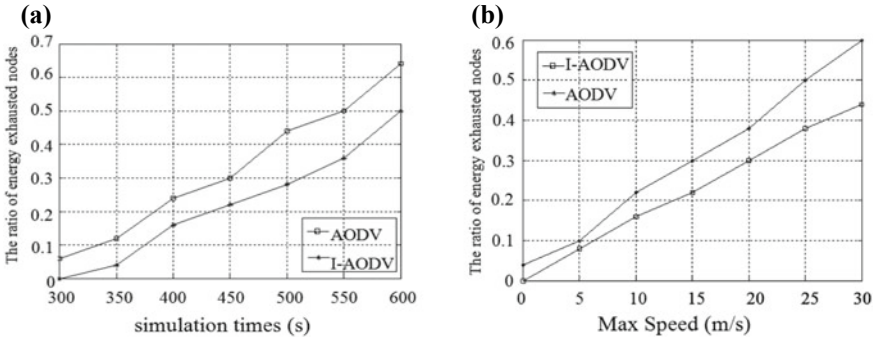 (a)
The ratio of energy exhausted nodes
0.7
0.6
0.5
0.4
0.3
0.2
0.1
0
300 350 400 450 500 550 600
simulation times (s)
AODV
I-AODV
(b)
The ratio of energy exhausted nodes
0.6
0.5
0.4
0.3
0.2
0.1
0
0 5 10 15 20 25 30
Max Speed (m/s)
I-AODV
AODV